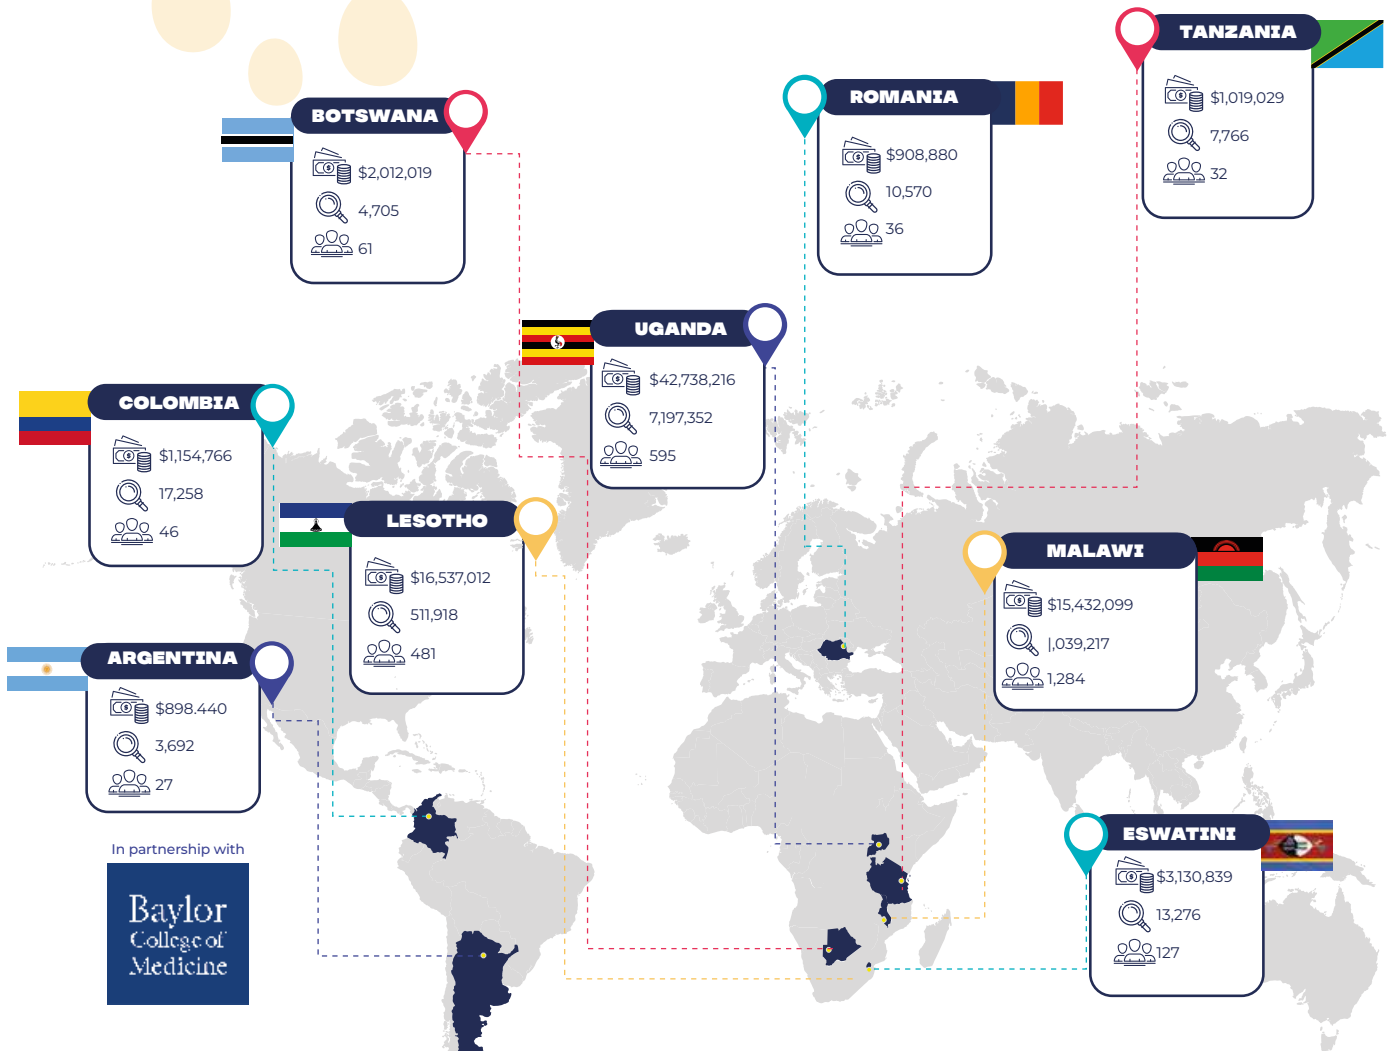 TANZANIA
$1,019,029
7,766
32
ROMANIA
$908,880
10,570
36
BOTSWANA
$2,012,019
4,705
61
UGANDA
$42,738,216
7,197,352
595
COLOMBIA
$1,154,766
17,258
46
LESOTHO
$16,537,012
511,918
481
MALAWI
$15,432,099
|,039,217
1,284
ARGENTINA
$898.440
3,692
27
ESWATINI
$3,130,839
13,276
127
In partnership with
Baylor
College of
Medicine